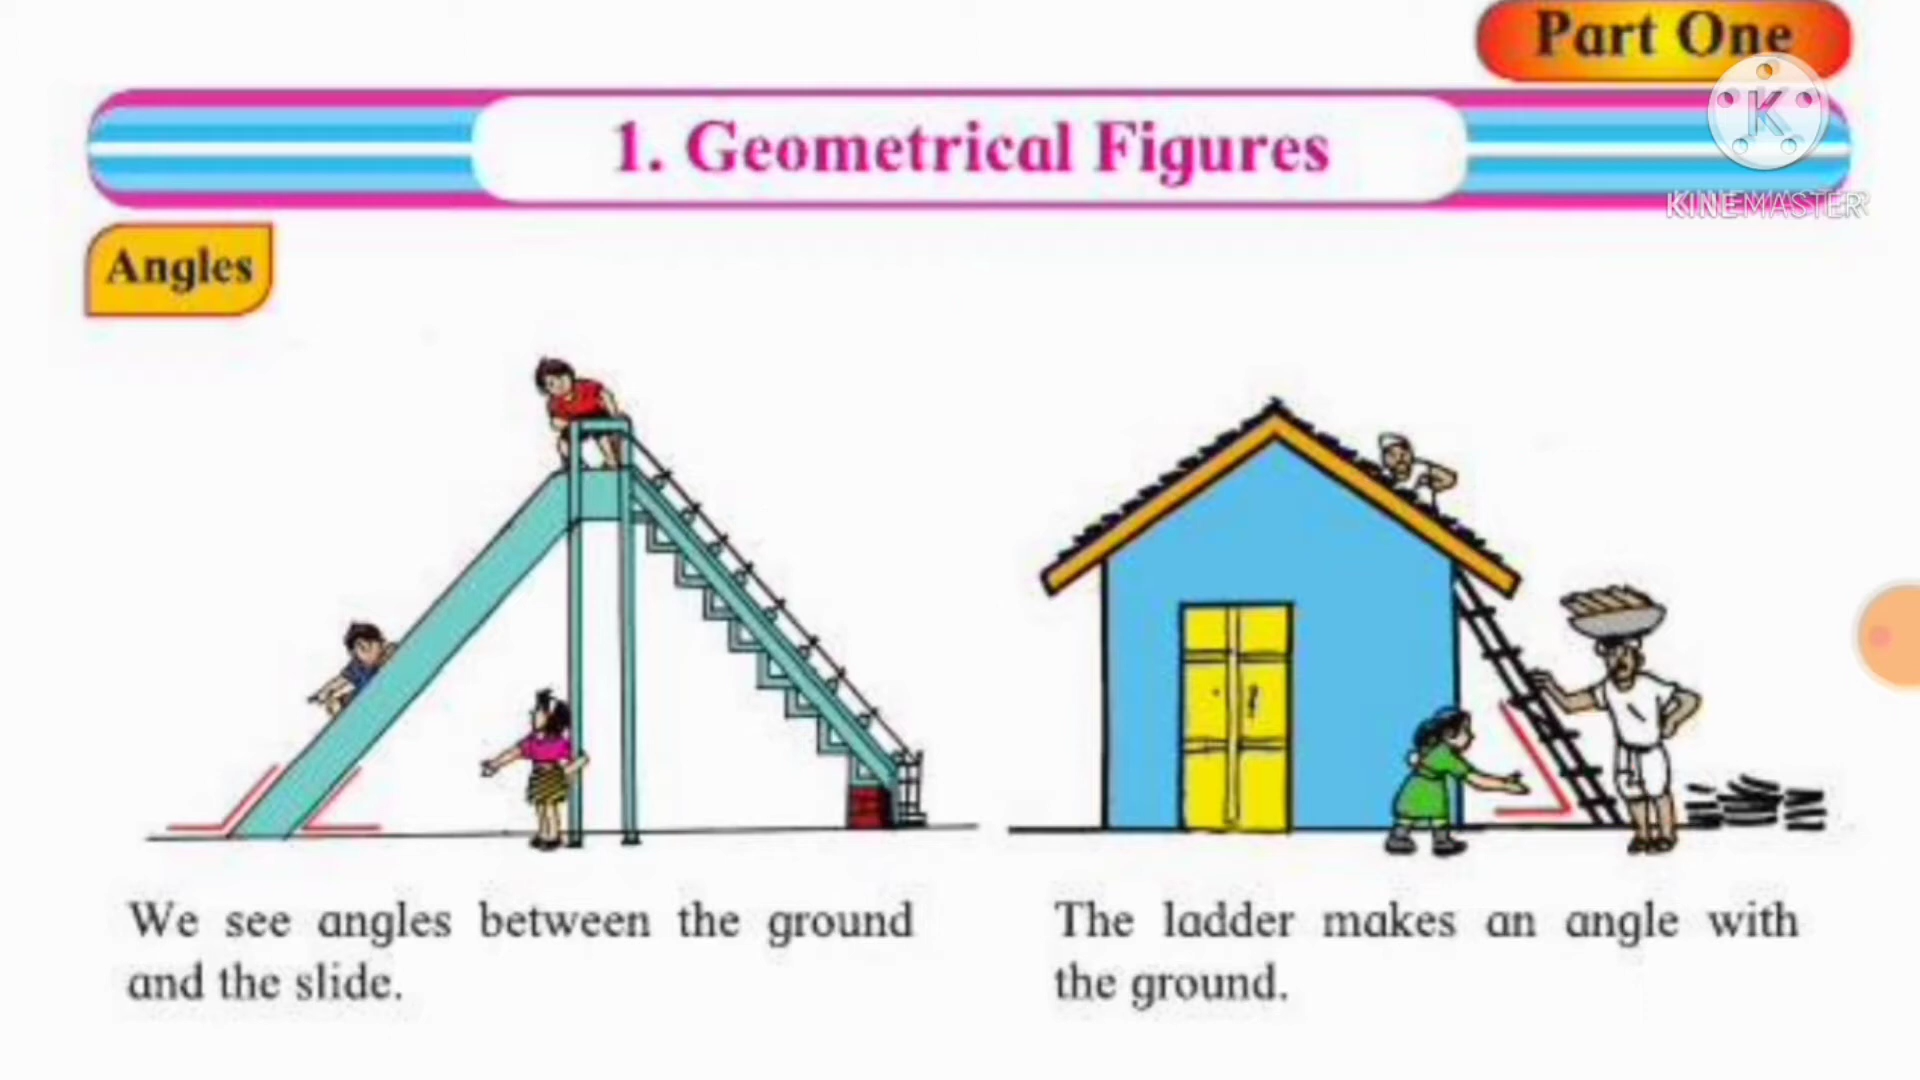 Part One
K
KINEMASTER
1. Geometrical Figures
Angles
We see angles between the ground
and the slide.
The ladder makes an angle with
the ground.